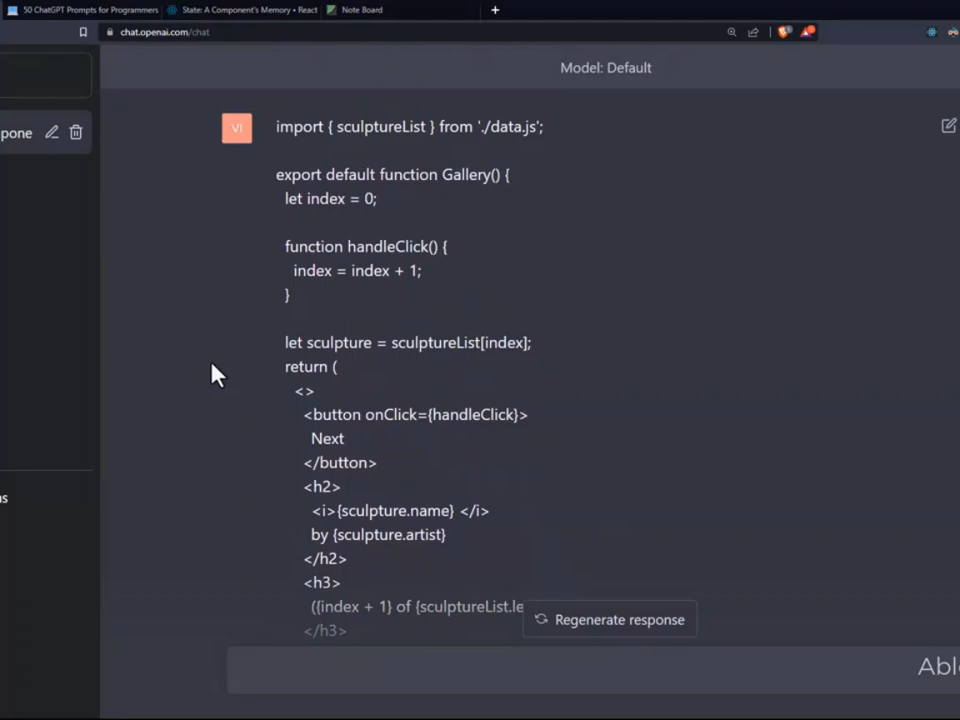 50 ChatGPT Prompts for Programmers
State: A Component's Memory • React
Note Board
chat.openai.com/chat
Model: Default
pone
VI
import { sculptureList } from './data.js';
export default function Gallery() {
let index = 0;
function handleClick() {
index = index + 1;
}
let sculpture = sculptureList[index];
return (
<>
<button onClick={handleClick}>
Next
</button>
<h2>
<i>{sculpture.name} </i>
by {sculpture.artist}
</h2>
<h3>
({index + 1} of {sculptureList.le
</h3>
Regenerate response
ns
Abl